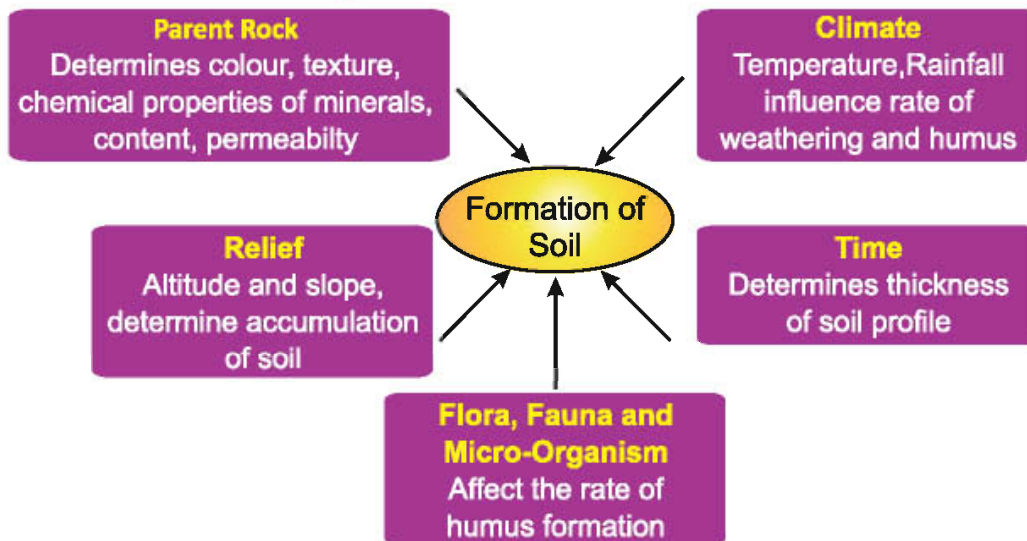 Parent Rock
Determines colour, texture,
chemical properties of minerals,
content, permeabilty
Climate
Temperature,Rainfall
influence rate of
weathering and humus
Formation of
Soil
Relief
Altitude and slope,
determine accumulation
of soil
Time
Determines thickness
of soil profile
Flora, Fauna and
Micro-Organism
Affect the rate of
humus formation